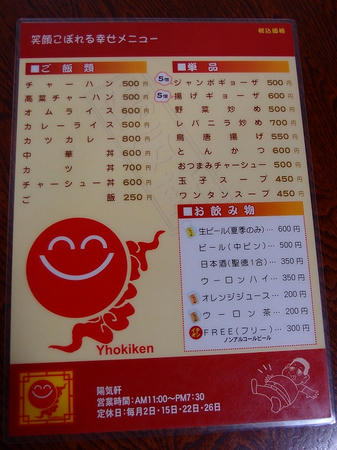 笑顔こぼれる幸せメニュー
税込価格
■ご飯類
チャーハン 500円
高菜チャーハン 500円
オムライス 600円
カレーライス 500円
カツカレー 800円
中華丼 600円
カツ丼 700円
チャーシュー丼 600円
ご飯 250円
■単品
5個 ジャンボギョーザ 500円
5個 揚げギョーザ 600円
野菜炒め 500円
レバニラ炒め 700円
鳥唐揚げ 550円
とんかつ 600円
おつまみチャーシュー 500円
玉子スープ 450円
ワンタンスープ 450円
■お飲み物
生ビール(夏季のみ)… 600円
ビール(中ビン)…… 500円
日本酒(聖徳1合)… 350円
ウーロンハイ… 350円
オレンジジュース… 200円
ウーロン茶… 200円
FREE(フリー)… 300円
ノンアルコールビール
Yhokiken
陽気軒
営業時間:AM11:00〜PM7:30
定休日:毎月2日・15日・22日・26日